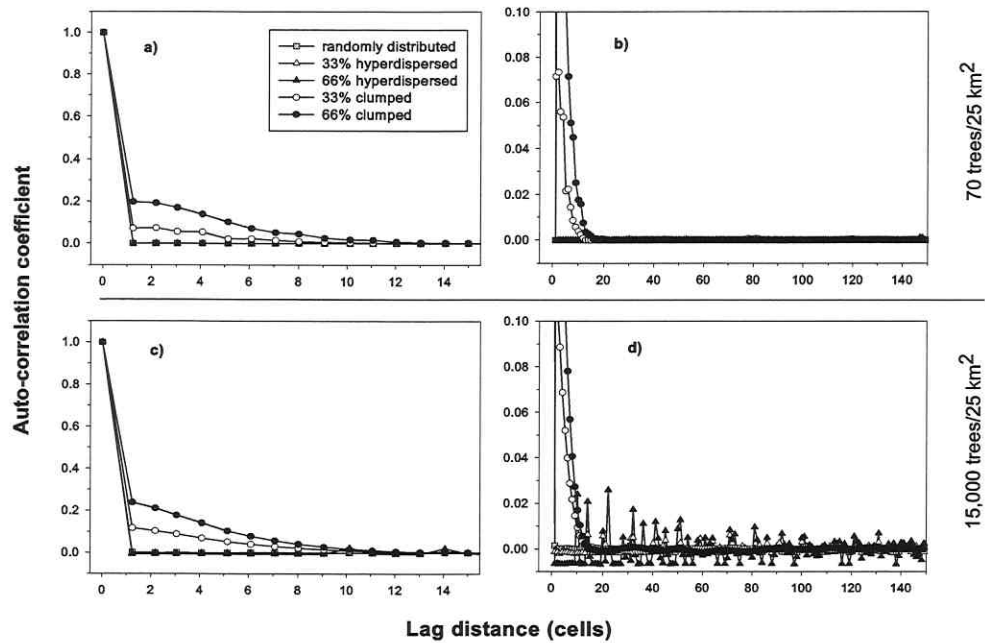 a)
randomly distributed
33% hyperdispersed
66% hyperdispersed
33% clumped
66% clumped
1.0
0.8
0.6
0.4
0.2
0.0
0 2 4 6 8 10 12 14
b)
0.10
0.08
0.06
0.04
0.02
0.00
0 20 40 60 80 100 120 140
70 trees/25 km²
Auto-correlation coefficient
c)
1.0
0.8
0.6
0.4
0.2
0.0
0 2 4 6 8 10 12 14
d)
0.10
0.08
0.06
0.04
0.02
0.00
0 20 40 60 80 100 120 140
15,000 trees/25 km²
Lag distance (cells)